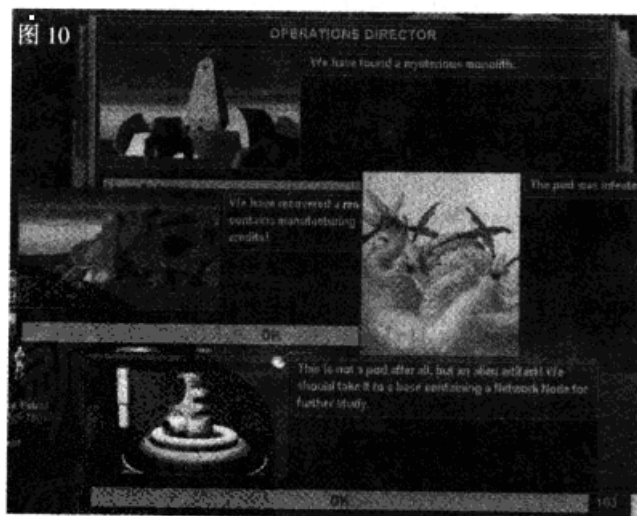 图 10
OPERATIONS DIRECTOR
We have found a mysterious monolith.
We have recovered a
contains manufacturing
credits!
The pod was infeste
OK
This is not a pod after all, but an alien artifact! We
should take it to a base containing a Network Node for
further study.
OK
163